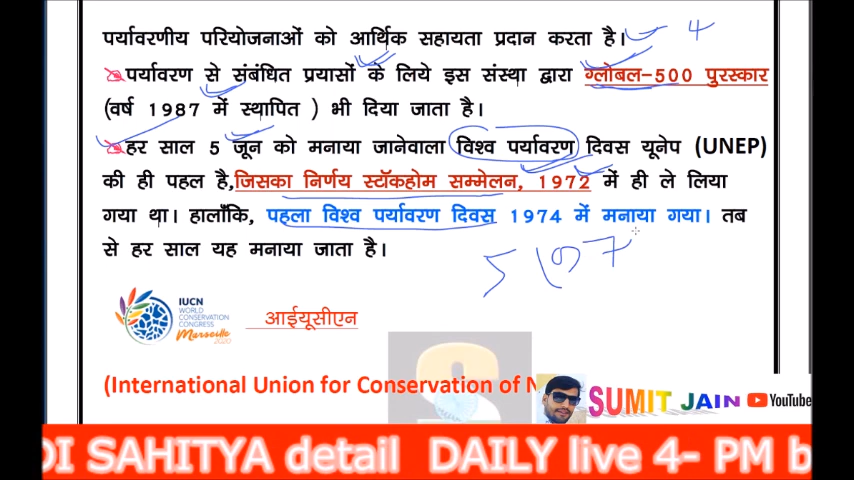 पर्यावरणीय परियोजनाओं को आर्थिक सहायता प्रदान करता है। 4
पर्यावरण से संबंधित प्रयासों के लिये इस संस्था द्वारा ग्लोबल-500 पुरस्कार
(वर्ष 1987 में स्थापित ) भी दिया जाता है।
हर साल 5 जून को मनाया जानेवाला विश्व पर्यावरण दिवस यूनेप (UNEP)
की ही पहल है,जिसका निर्णय स्टॉकहोम सम्मेलन, 1972 में ही ले लिया
गया था। हालाँकि, पहला विश्व पर्यावरण दिवस 1974 में मनाया गया। तब
से हर साल यह मनाया जाता है।
IUCN
WORLD
CONSERVATION
CONGRESS
Marseille
2020
आईयूसीएन
(International Union for Conservation of
SUMIT JAIN YouTube
DI SAHITYA detail DAILY live 4- PM b